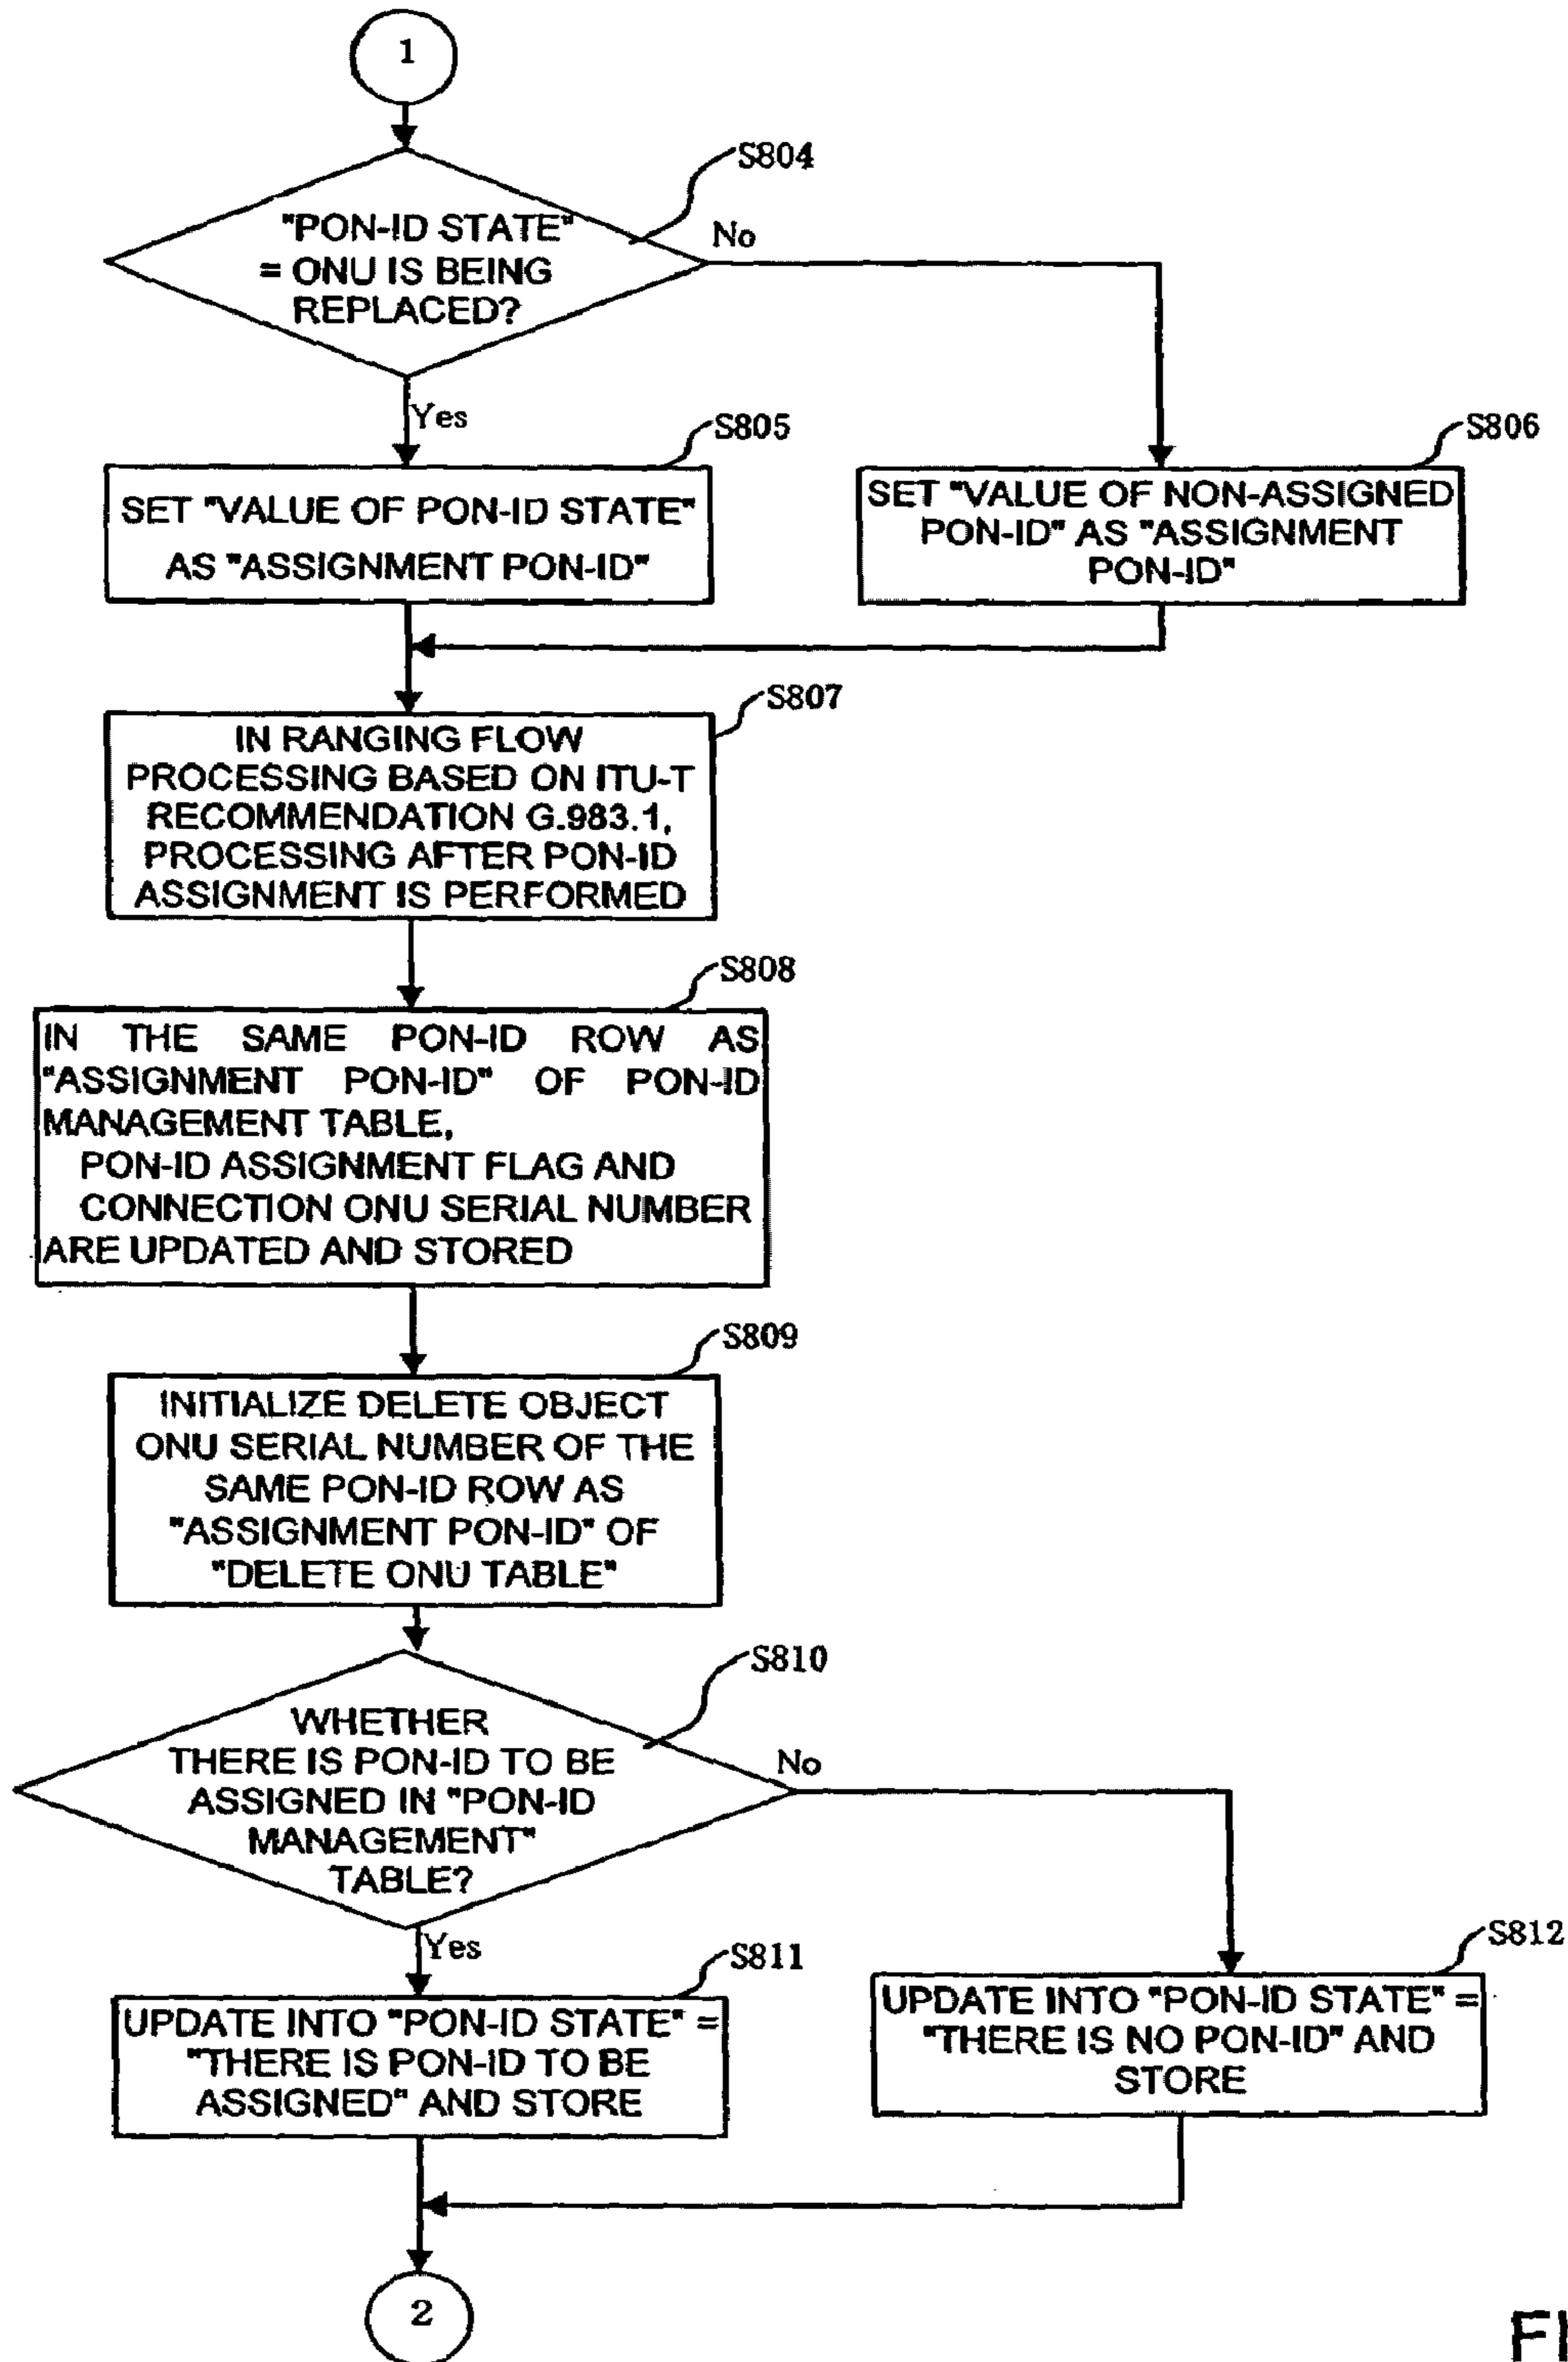 1
S804
"PON-ID STATE"
= ONU IS BEING
REPLACED?
No
Yes
S805
SET "VALUE OF PON-ID STATE"
AS "ASSIGNMENT PON-ID"
S806
SET "VALUE OF NON-ASSIGNED
PON-ID" AS "ASSIGNMENT
PON-ID"
S807
IN RANGING FLOW
PROCESSING BASED ON ITU-T
RECOMMENDATION G.983.1,
PROCESSING AFTER PON-ID
ASSIGNMENT IS PERFORMED
S808
IN THE SAME PON-ID ROW AS
"ASSIGNMENT PON-ID" OF PON-ID
MANAGEMENT TABLE,
PON-ID ASSIGNMENT FLAG AND
CONNECTION ONU SERIAL NUMBER
ARE UPDATED AND STORED
S809
INITIALIZE DELETE OBJECT
ONU SERIAL NUMBER OF THE
SAME PON-ID ROW AS
"ASSIGNMENT PON-ID" OF
"DELETE ONU TABLE"
S810
WHETHER
THERE IS PON-ID TO BE
ASSIGNED IN "PON-ID
MANAGEMENT"
TABLE?
No
Yes
S811
UPDATE INTO "PON-ID STATE" =
"THERE IS PON-ID TO BE
ASSIGNED" AND STORE
S812
UPDATE INTO "PON-ID STATE" =
"THERE IS NO PON-ID" AND
STORE
2